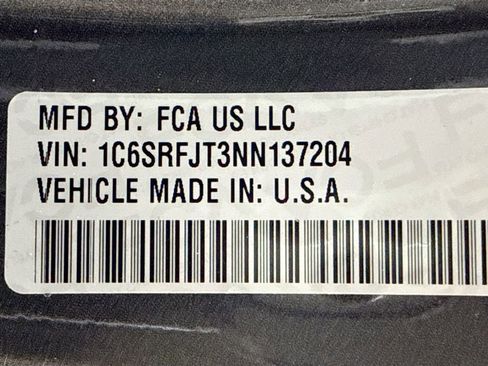 MFD BY: FCA US LLC
VIN: 1C6SRFJT3NN137204
VEHICLE MADE IN: U.S.A.